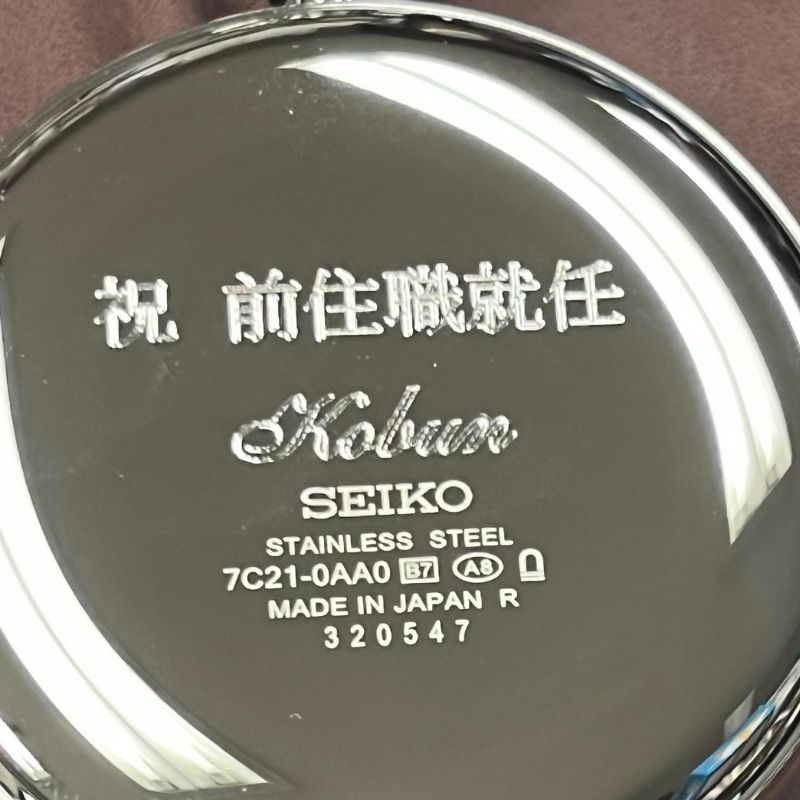 祝 前住職就任
Kobun
SEIKO
STAINLESS STEEL
7C21-0AA0 B7 A8
MADE IN JAPAN R
320547